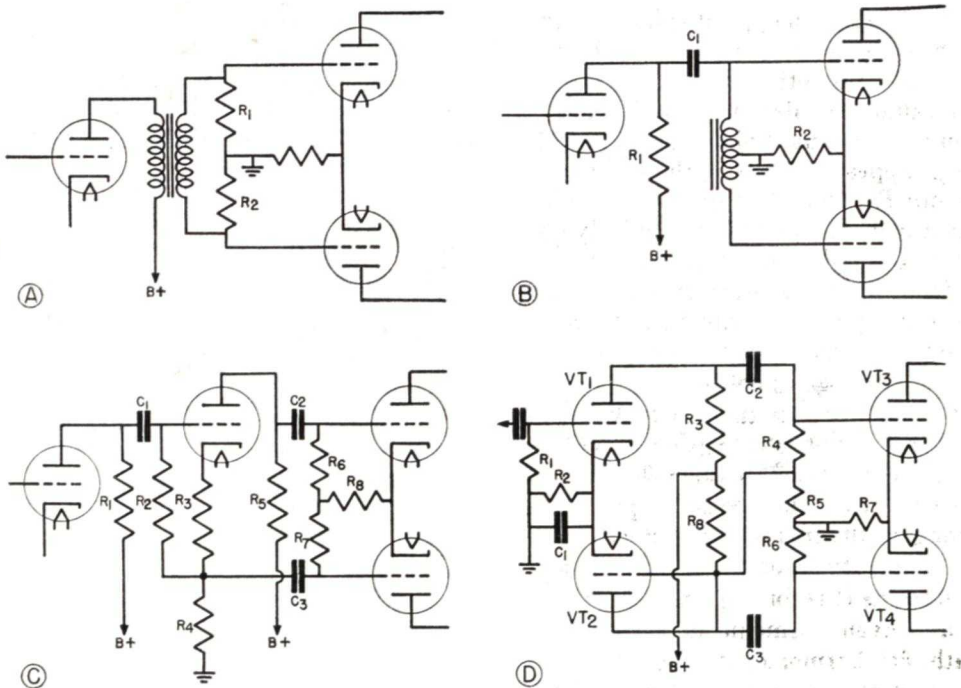 R1
R2
B+
A
C1
R1
R2
B+
B
C1
R1
R2
R3
R4
B+
R5
C2
R6
R8
R7
C3
B+
C
VT1
R1
R2
C1
VT2
R3
R8
B+
C2
R4
R5
R6
C3
R7
VT3
VT4
D